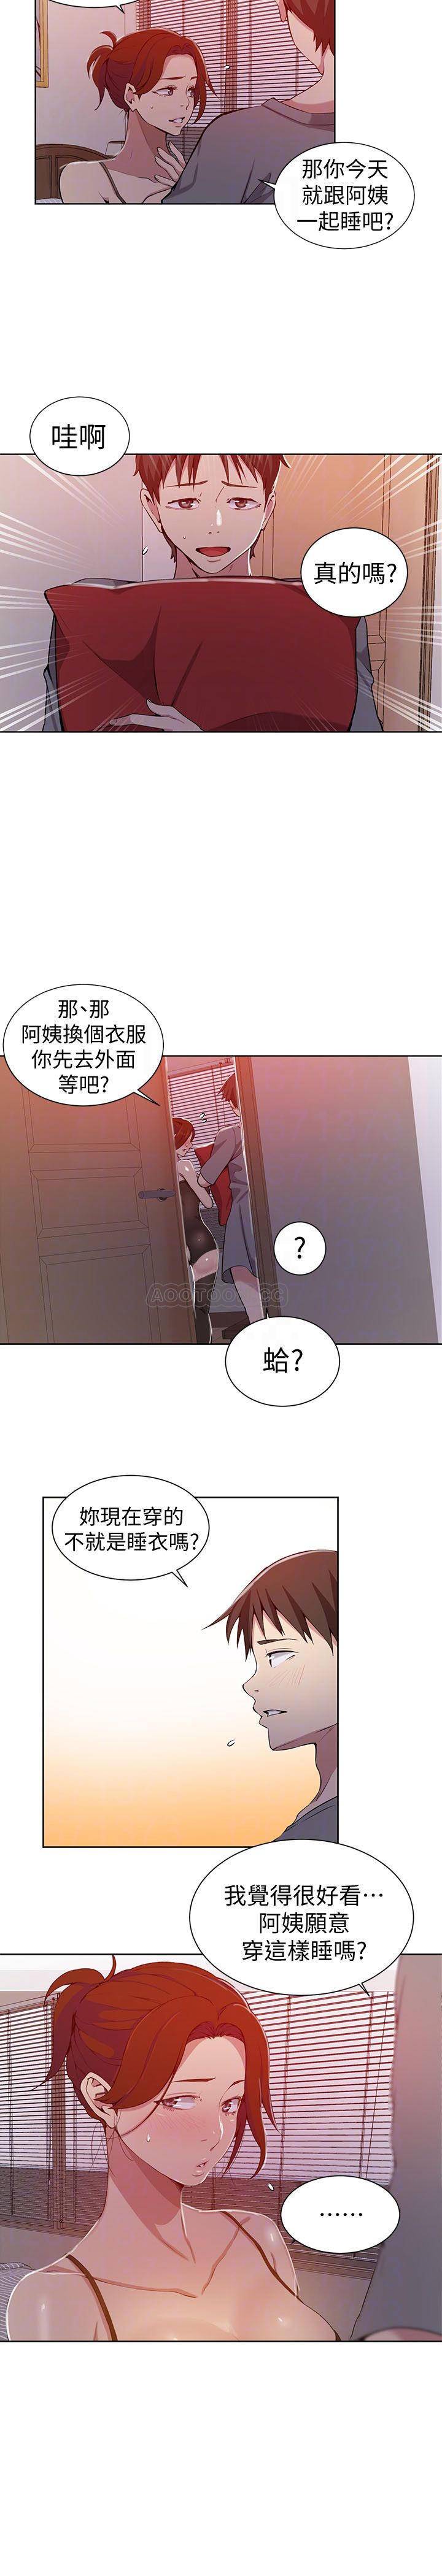 那你今天
就跟阿姨
一起睡吧?
哇啊
真的嗎?
那、那
阿姨換個衣服
你先去外面
等吧?
?
AOOTOON.CC
蛤?
妳現在穿的
不就是睡衣嗎?
我覺得很好看…
阿姨願意
穿這樣睡嗎?
……